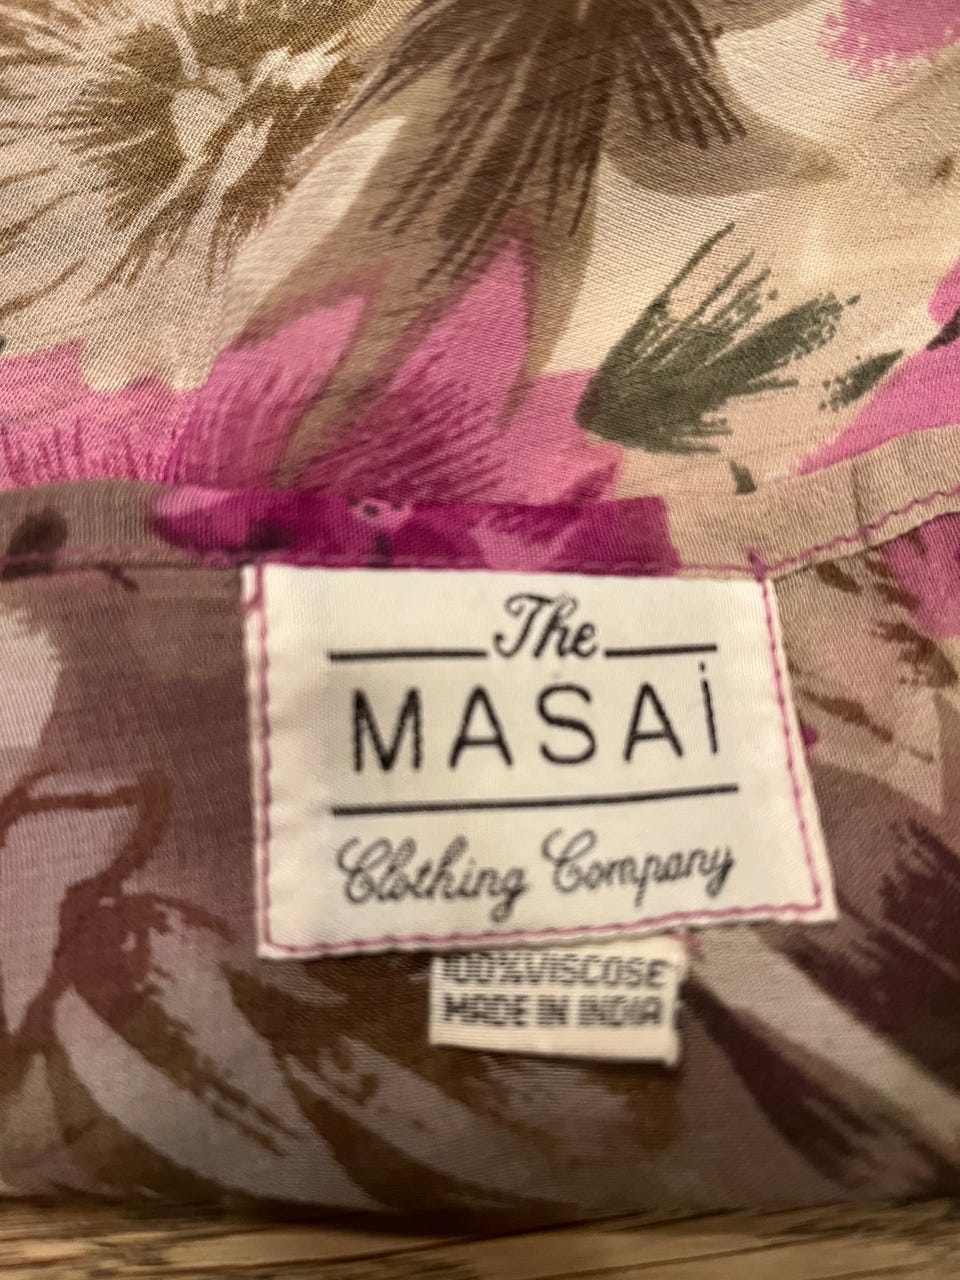 The
MASAi
Clothing Company
100% VISCOSE
MADE IN INDIA